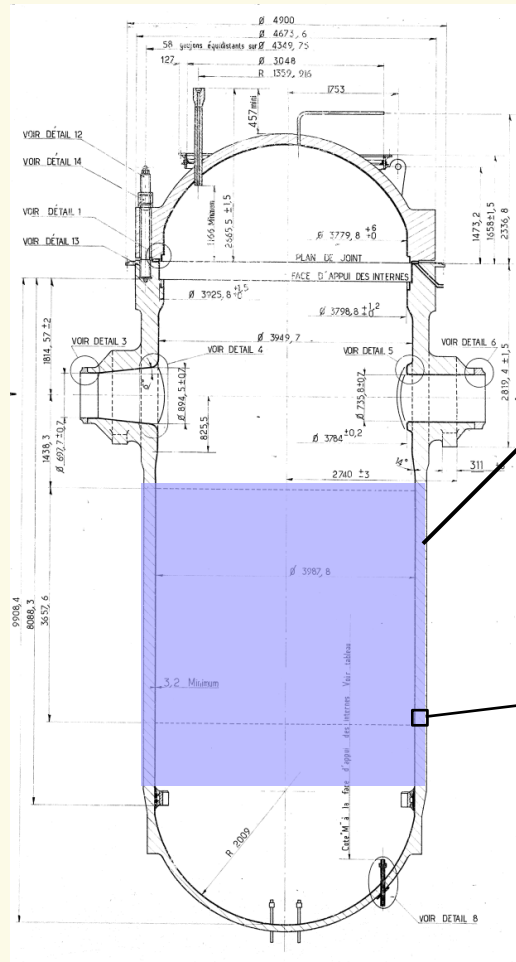 Ø 4900
Ø 4673,6
58 goujons équidistants sur Ø 4349,75
127
Ø 3048
R 1359,916
1753
457 mini
VOIR DÉTAIL 12
VOIR DÉTAIL 14
VOIR DÉTAIL 1
VOIR DÉTAIL 13
1166 Minimum
2665,5 ±1,5
1473,2
1658 ±1,5
2336,8
Ø 3779,8 +6 +0
PLAN DE JOINT
FACE D'APPUI DES INTERNES
Ø 3925,8 +1,5
Ø 3798,8 ±1,2
Ø 3949,7
VOIR DÉTAIL 3
VOIR DÉTAIL 4
VOIR DÉTAIL 5
VOIR DETAIL 6
1814,57 ±2
2819,4 ±1,5
Ø 894,5 ±0,7
Ø 735,8 ±0,7
825,5
Ø 697,7 ±0,7
1438,3
Ø 3784 ±0,2
2740 ±3
1/4°
311
Ø 3987,8
9908,4
8088,3
3657,6
3,2 Minimum
Cote "M" à la face d'appui des internes. Voir tableau
R 2009
VOIR DÉTAIL 8